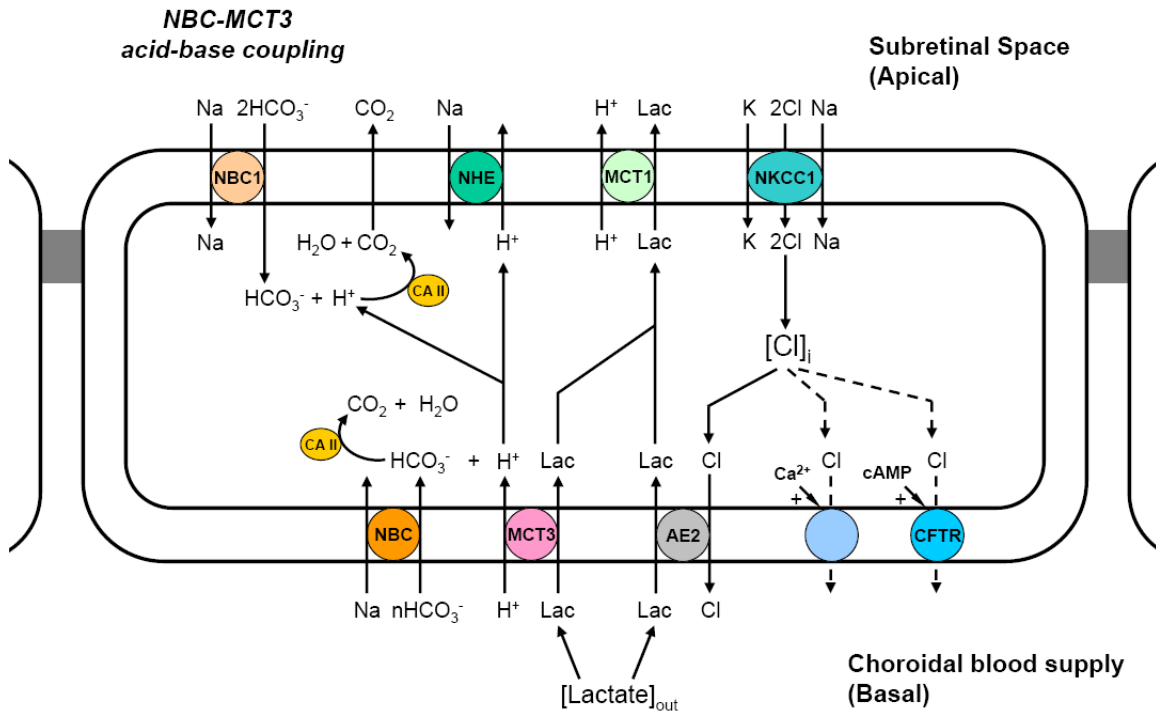 NBC-MCT3
acid-base coupling
Subretinal Space
(Apical)
Na 2HCO₃⁻ CO₂ Na H⁺ Lac K 2Cl Na
NBC1 NHE MCT1 NKCC1
Na H₂O + CO₂ H⁺ H⁺ Lac K 2Cl Na
CA II
HCO₃⁻ + H⁺
[Cl]ᵢ
CO₂ + H₂O
CA II
HCO₃⁻ + H⁺ Lac Lac Cl Cl Cl
Ca²⁺ cAMP
+ +
NBC MCT3 AE2 CFTR
Na nHCO₃⁻ H⁺ Lac Lac Cl
Choroidal blood supply
(Basal)
[Lactate]out